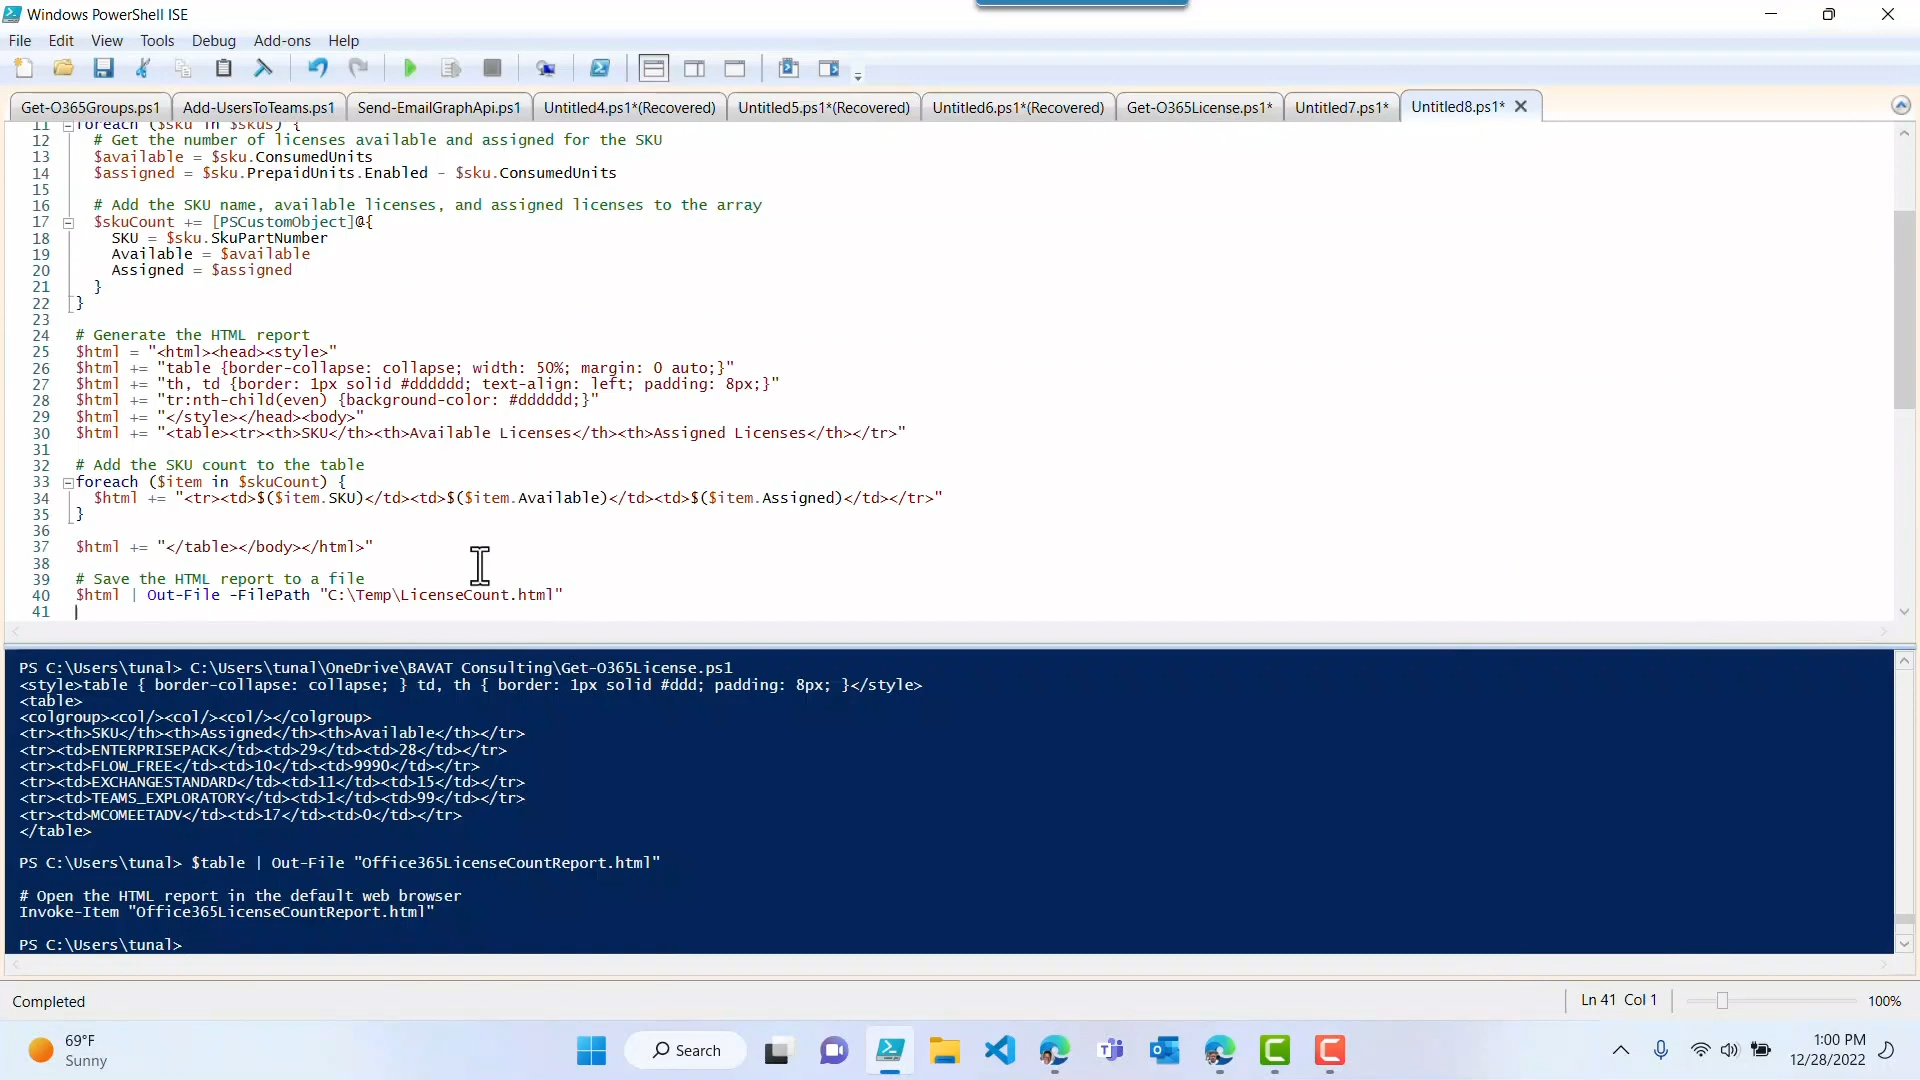 Windows PowerShell ISE
File Edit View Tools Debug Add-ons Help
Get-O365Groups.ps1 Add-UsersToTeams.ps1 Send-EmailGraphApi.ps1 Untitled4.ps1*(Recovered) Untitled5.ps1*(Recovered) Untitled6.ps1*(Recovered) Get-O365License.ps1* Untitled7.ps1* Untitled8.ps1*
11 foreach ($sku in $skus) {
12 # Get the number of licenses available and assigned for the SKU
13 $available = $sku.ConsumedUnits
14 $assigned = $sku.PrepaidUnits.Enabled - $sku.ConsumedUnits
15
16 # Add the SKU name, available licenses, and assigned licenses to the array
17 $skuCount += [PSCustomObject]@{
18 SKU = $sku.SkuPartNumber
19 Available = $available
20 Assigned = $assigned
21 }
22 }
23
24 # Generate the HTML report
25 $html = "<html><head><style>"
26 $html += "table {border-collapse: collapse; width: 50%; margin: 0 auto;}"
27 $html += "th, td {border: 1px solid #dddddd; text-align: left; padding: 8px;}"
28 $html += "tr:nth-child(even) {background-color: #dddddd;}"
29 $html += "</style></head><body>"
30 $html += "<table><tr><th>SKU</th><th>Available Licenses</th><th>Assigned Licenses</th></tr>"
31
32 # Add the SKU count to the table
33 foreach ($item in $skuCount) {
34 $html += "<tr><td>$($item.SKU)</td><td>$($item.Available)</td><td>$($item.Assigned)</td></tr>"
35 }
36
37 $html += "</table></body></html>"
38
39 # Save the HTML report to a file
40 $html | Out-File -FilePath "C:\Temp\LicenseCount.html"
41
PS C:\Users\tunal> C:\Users\tunal\OneDrive\BAVAT Consulting\Get-O365License.ps1
<style>table { border-collapse: collapse; } td, th { border: 1px solid #ddd; padding: 8px; }</style>
<table>
<colgroup><col/><col/><col/></colgroup>
<tr><th>SKU</th><th>Assigned</th><th>Available</th></tr>
<tr><td>ENTERPRISEPACK</td><td>29</td><td>28</td></tr>
<tr><td>FLOW_FREE</td><td>10</td><td>9990</td></tr>
<tr><td>EXCHANGESTANDARD</td><td>11</td><td>15</td></tr>
<tr><td>TEAMS_EXPLORATORY</td><td>1</td><td>99</td></tr>
<tr><td>MCOMEETADV</td><td>17</td><td>0</td></tr>
</table>
PS C:\Users\tunal> $table | Out-File "Office365LicenseCountReport.html"
# Open the HTML report in the default web browser
Invoke-Item "Office365LicenseCountReport.html"
PS C:\Users\tunal>
Completed Ln 41 Col 1 100%
69°F
Sunny
Search
1:00 PM
12/28/2022